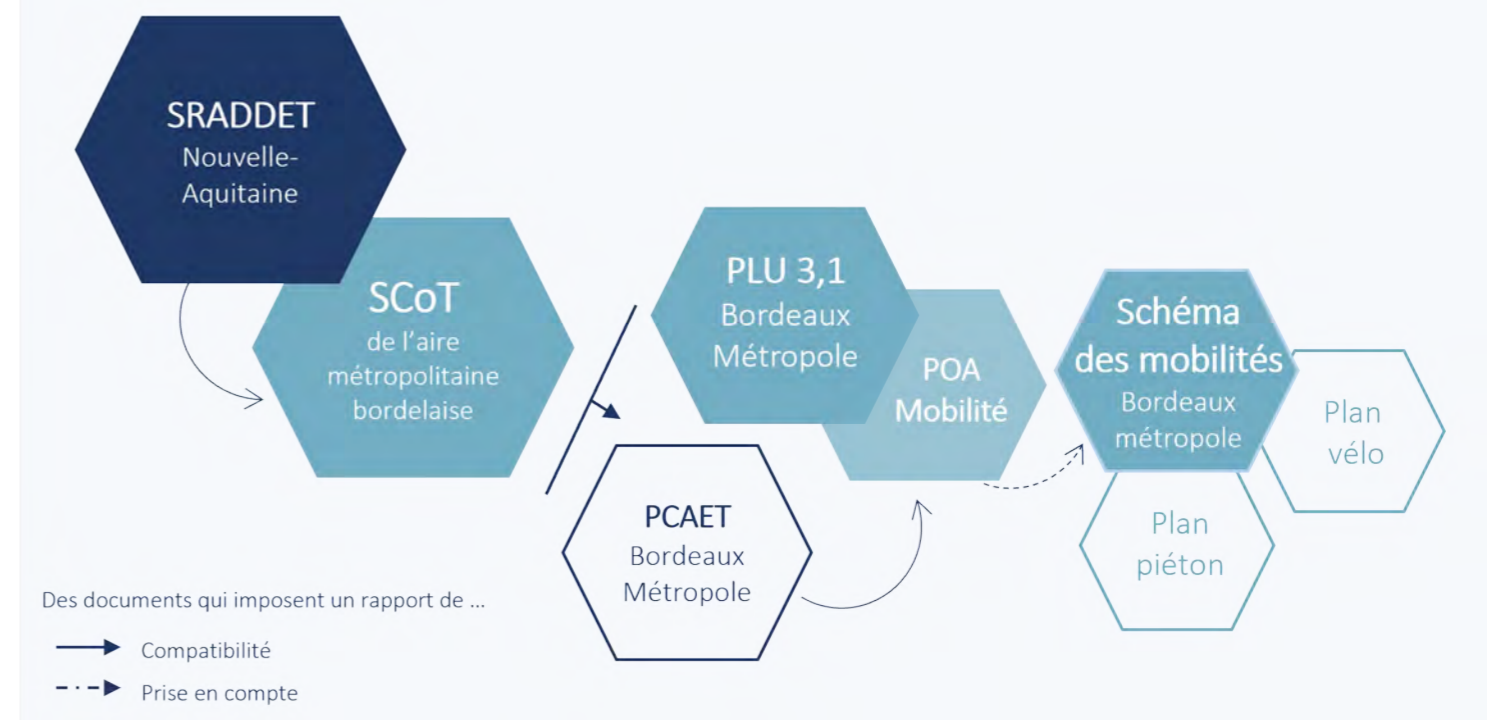 SRADDET
Nouvelle-
Aquitaine
SCoT
de l'aire
métropolitaine
bordelaise
PLU 3,1
Bordeaux
Métropole
POA
Mobilité
PCAET
Bordeaux
Métropole
Schéma
des mobilités
Bordeaux
métropole
Plan
vélo
Plan
piéton
Des documents qui imposent un rapport de ...
Compatibilité
Prise en compte